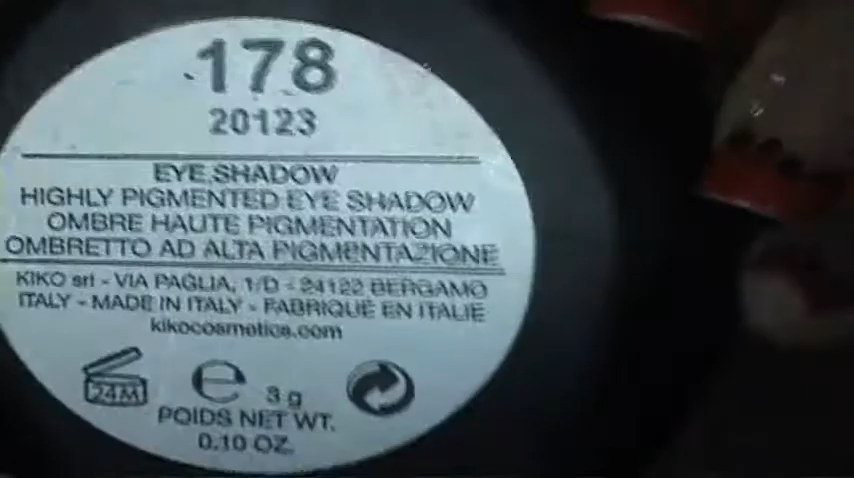 178
20123
EYE SHADOW
HIGHLY PIGMENTED EYE SHADOW
OMBRE HAUTE PIGMENTATION
OMBRETTO AD ALTA PIGMENTAZIONE
KIKO srl - VIA PAGLIA, 1/D - 24122 BERGAMO
ITALY - MADE IN ITALY - FABRIQUÉ EN ITALIE
kikocosmetics.com
24M e 3 g
POIDS NET WT.
0.10 OZ.